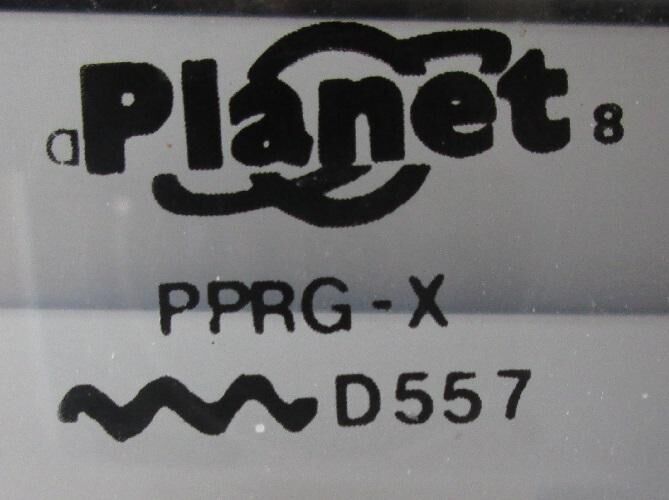 D Planet 8
PPRG-X
D557